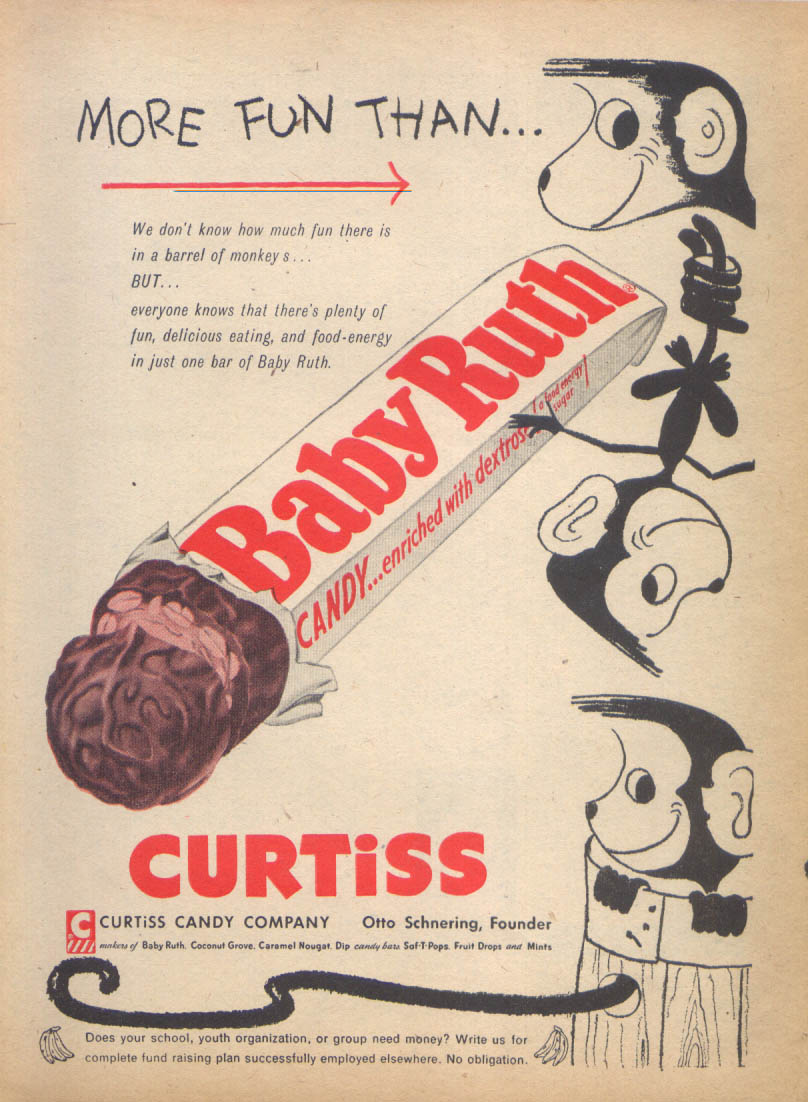 MORE FUN THAN...
We don't know how much fun there is
in a barrel of monkeys...
BUT...
everyone knows that there's plenty of
fun, delicious eating, and food-energy
in just one bar of Baby Ruth.
Baby Ruth®
CANDY...enriched with dextrose
a food energy
sugar
CURTiSS
C
CURTiSS CANDY COMPANY Otto Schnering, Founder
makers of Baby Ruth. Coconut Grove. Caramel Nougat. Dip candy bars. Saf-T-Pops. Fruit Drops and Mints
Does your school, youth organization, or group need money? Write us for
complete fund raising plan successfully employed elsewhere. No obligation.